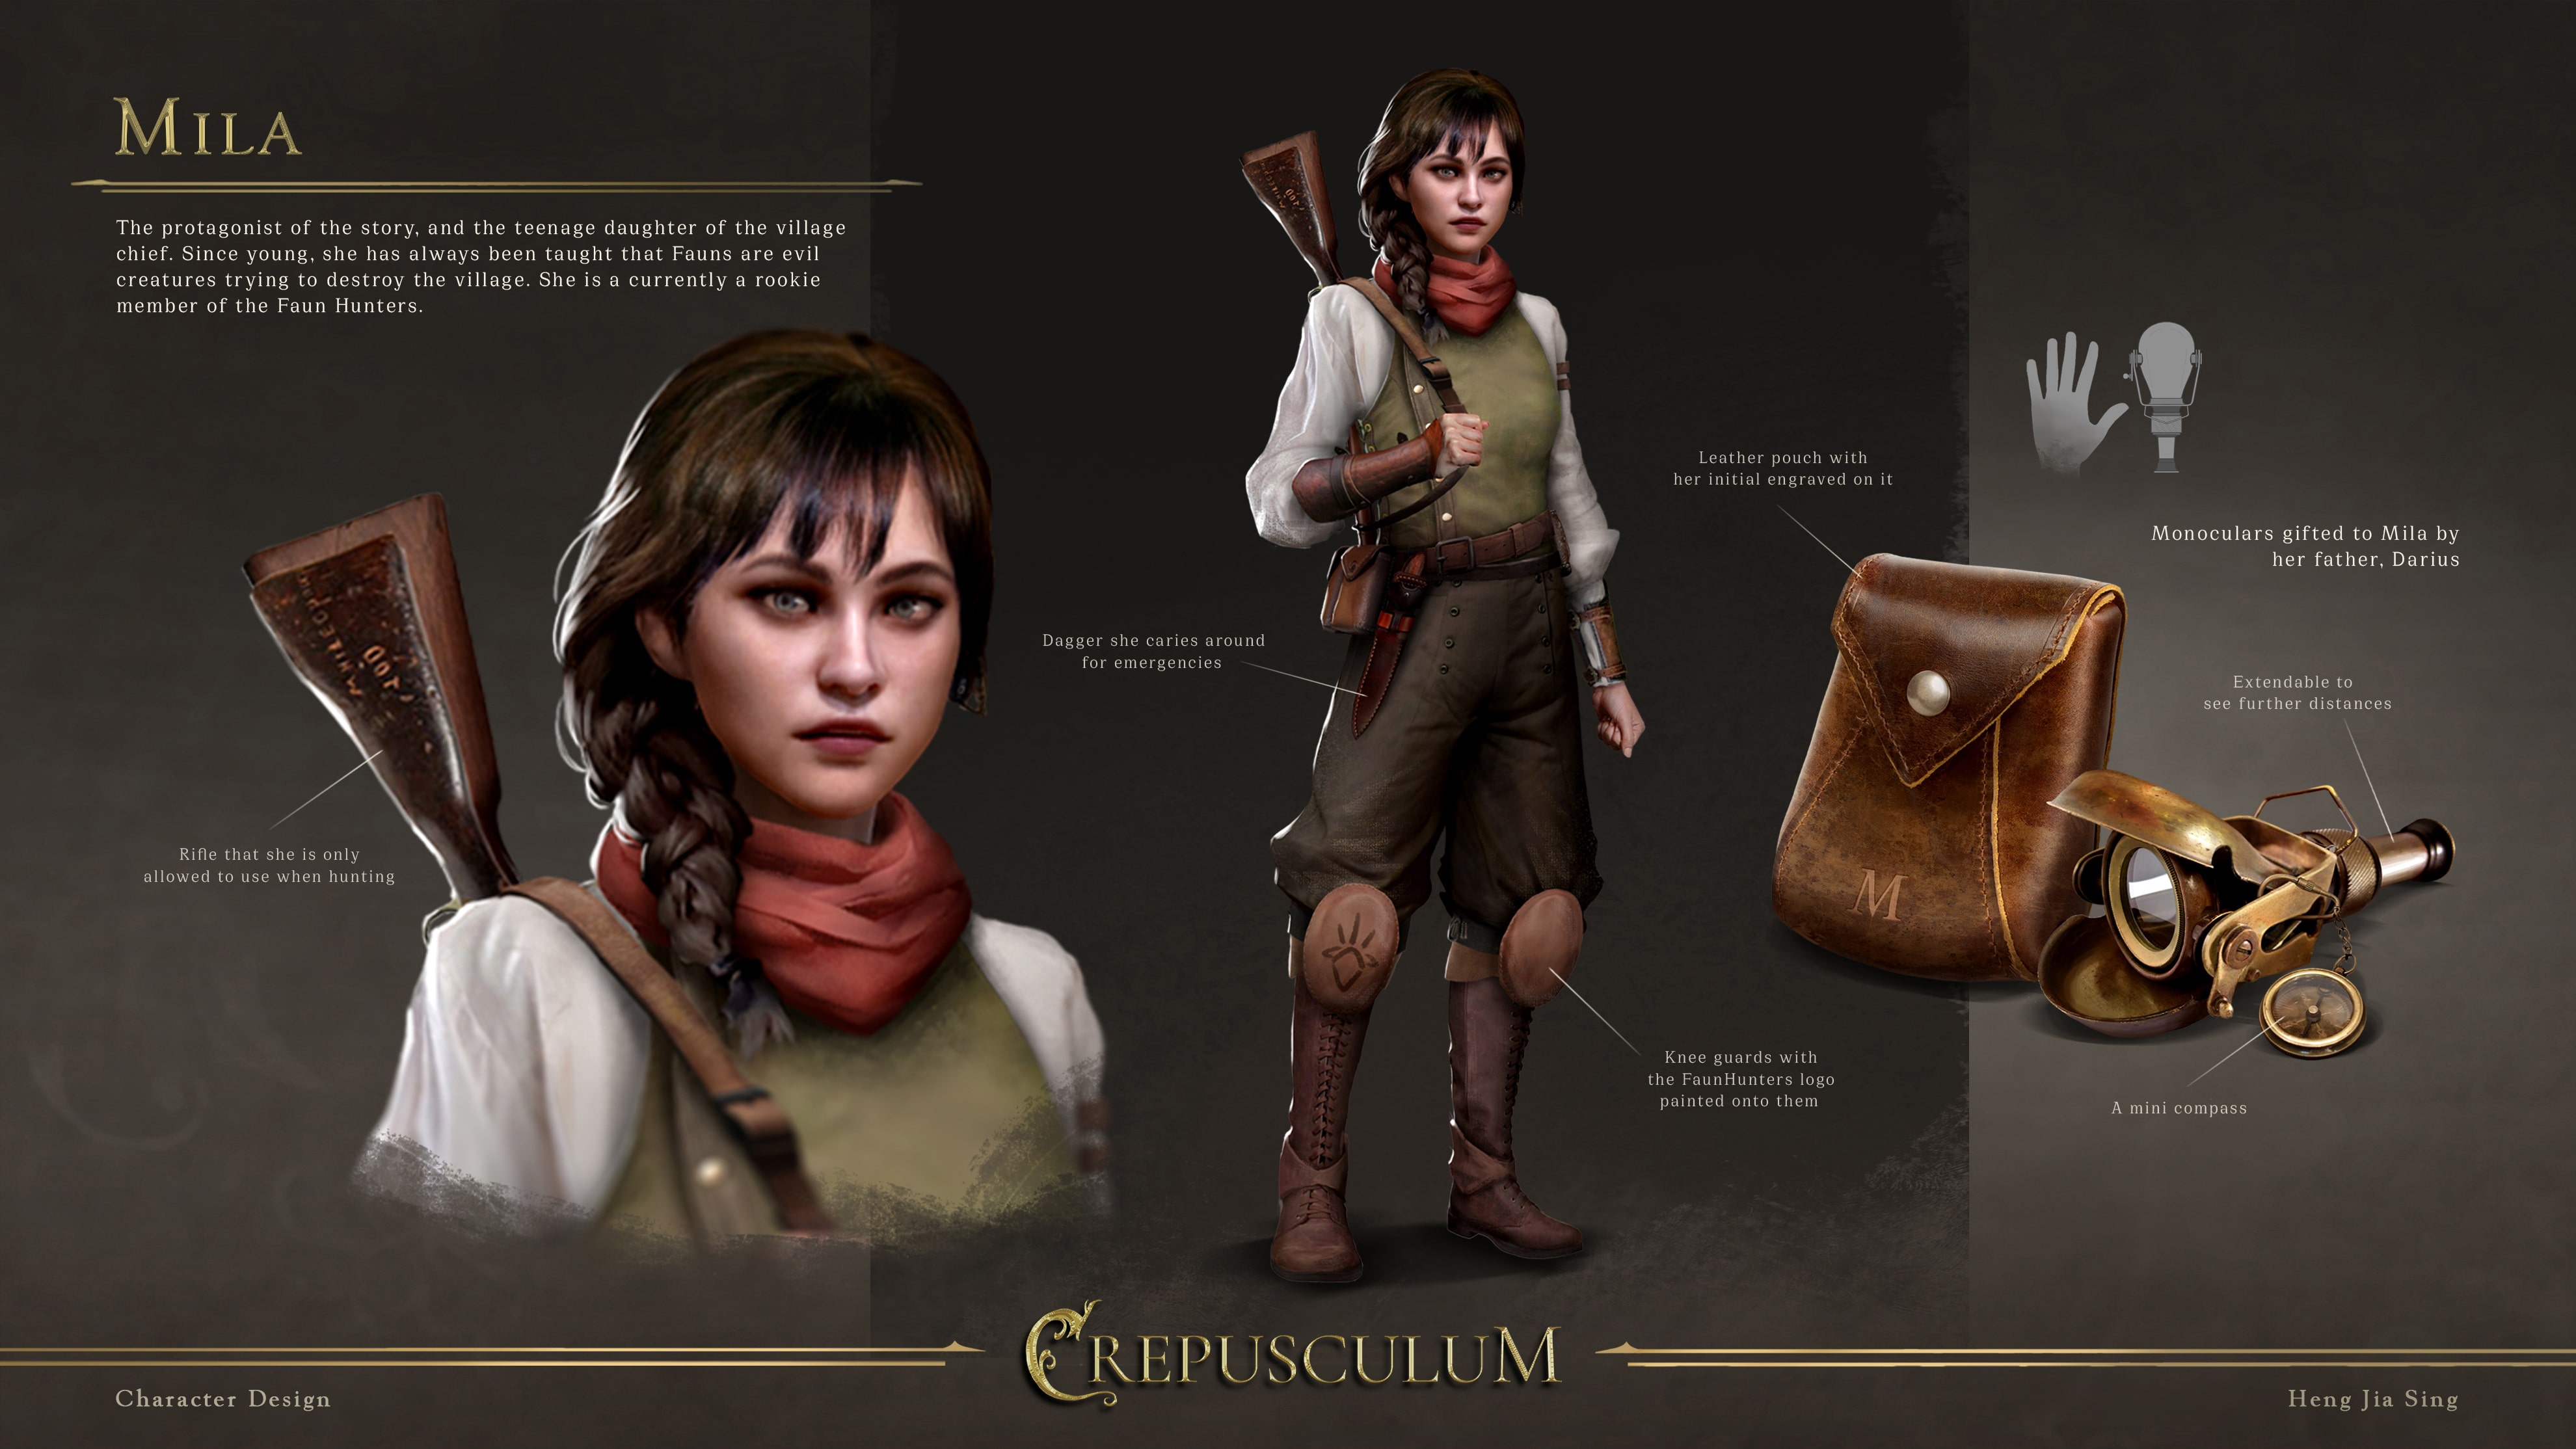 MILA
The protagonist of the story, and the teenage daughter of the village
chief. Since young, she has always been taught that Fauns are evil
creatures trying to destroy the village. She is a currently a rookie
member of the Faun Hunters.
Rifle that she is only
allowed to use when hunting
Dagger she caries around
for emergencies
Leather pouch with
her initial engraved on it
Knee guards with
the FaunHunters logo
painted onto them
Monoculars gifted to Mila by
her father, Darius
Extendable to
see further distances
M
A mini compass
CREPUSCULUM
Character Design
Heng Jia Sing